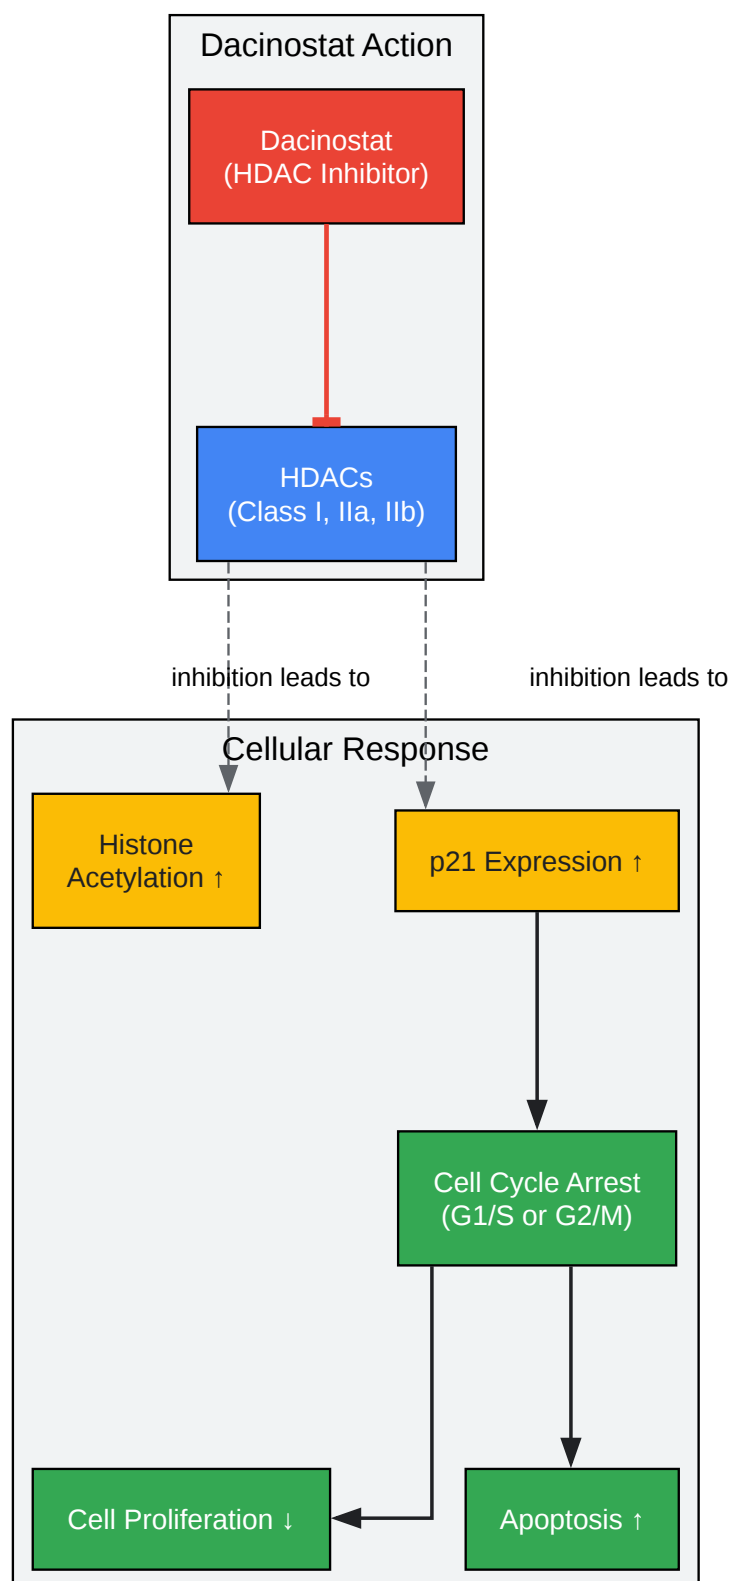 Dacinostat Action
Dacinostat
(HDAC Inhibitor)
HDACs
(Class I, IIa, IIb)
inhibition leads to
inhibition leads to
Cellular Response
Histone
Acetylation ↑
p21 Expression ↑
Cell Cycle Arrest
(G1/S or G2/M)
Cell Proliferation ↓
Apoptosis ↑